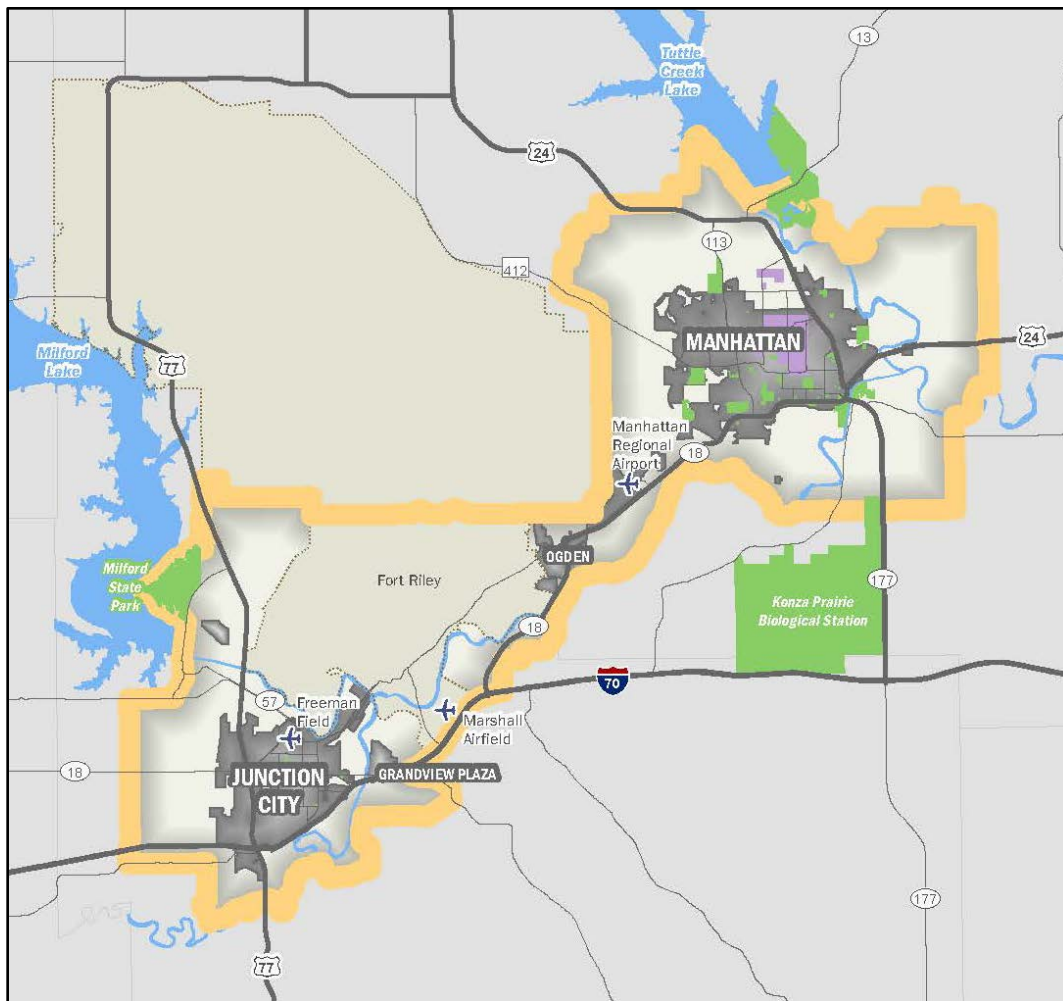 Tuttle
Creek
Lake
13
24
113
412
MANHATTAN
24
Milford
Lake
77
Manhattan
Regional
Airport
18
OGDEN
Milford
State
Park
Fort Riley
177
Konza Prairie
Biological Station
18
70
57
Freeman
Field
Marshall
Airfield
18
JUNCTION
CITY
GRANDVIEW PLAZA
177
77